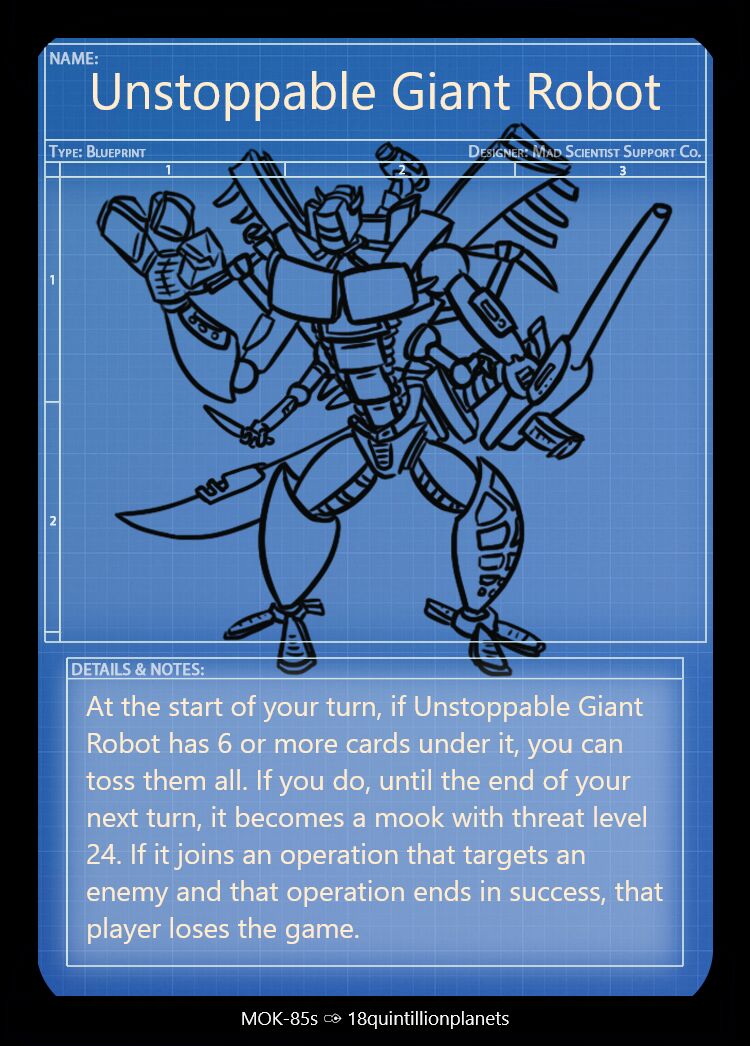 NAME:
Unstoppable Giant Robot
Type: Blueprint
Designer: Mad Scientist Support Co.
1 2 3
1
2
DETAILS & NOTES:
At the start of your turn, if Unstoppable Giant
Robot has 6 or more cards under it, you can
toss them all. If you do, until the end of your
next turn, it becomes a mook with threat level
24. If it joins an operation that targets an
enemy and that operation ends in success, that
player loses the game.
MOK-85s 18quintillionplanets